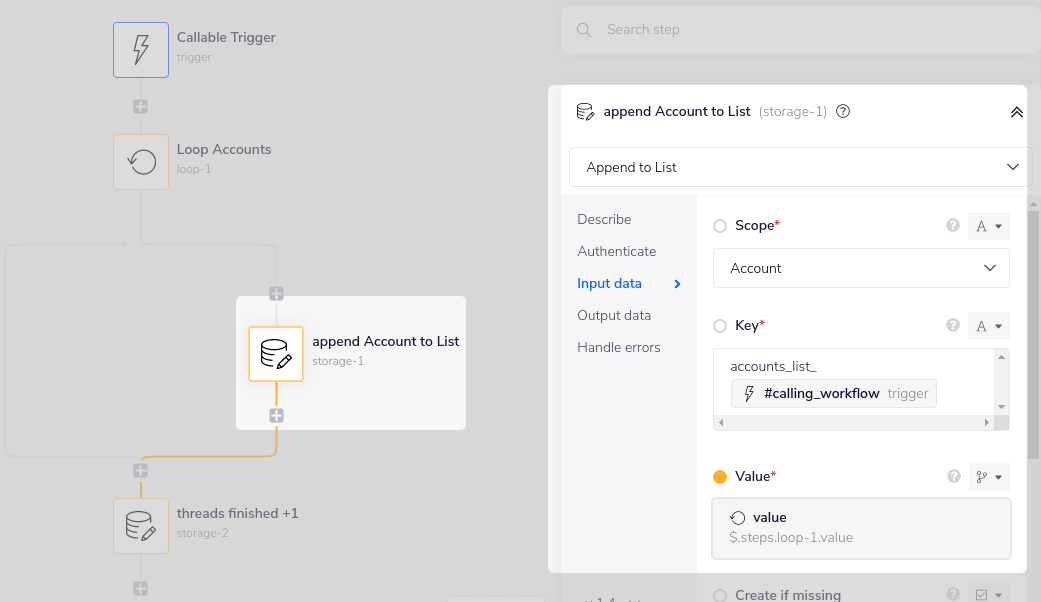 Callable Trigger
trigger
Loop Accounts
loop-1
append Account to List
storage-1
threads finished +1
storage-2
Search step
append Account to List (storage-1)
Append to List
Describe
Authenticate
Input data
Output data
Handle errors
Scope*
A
Account
Key*
A
accounts_list_
#calling_workflow trigger
Value*
value
$.steps.loop-1.value
Create if missing